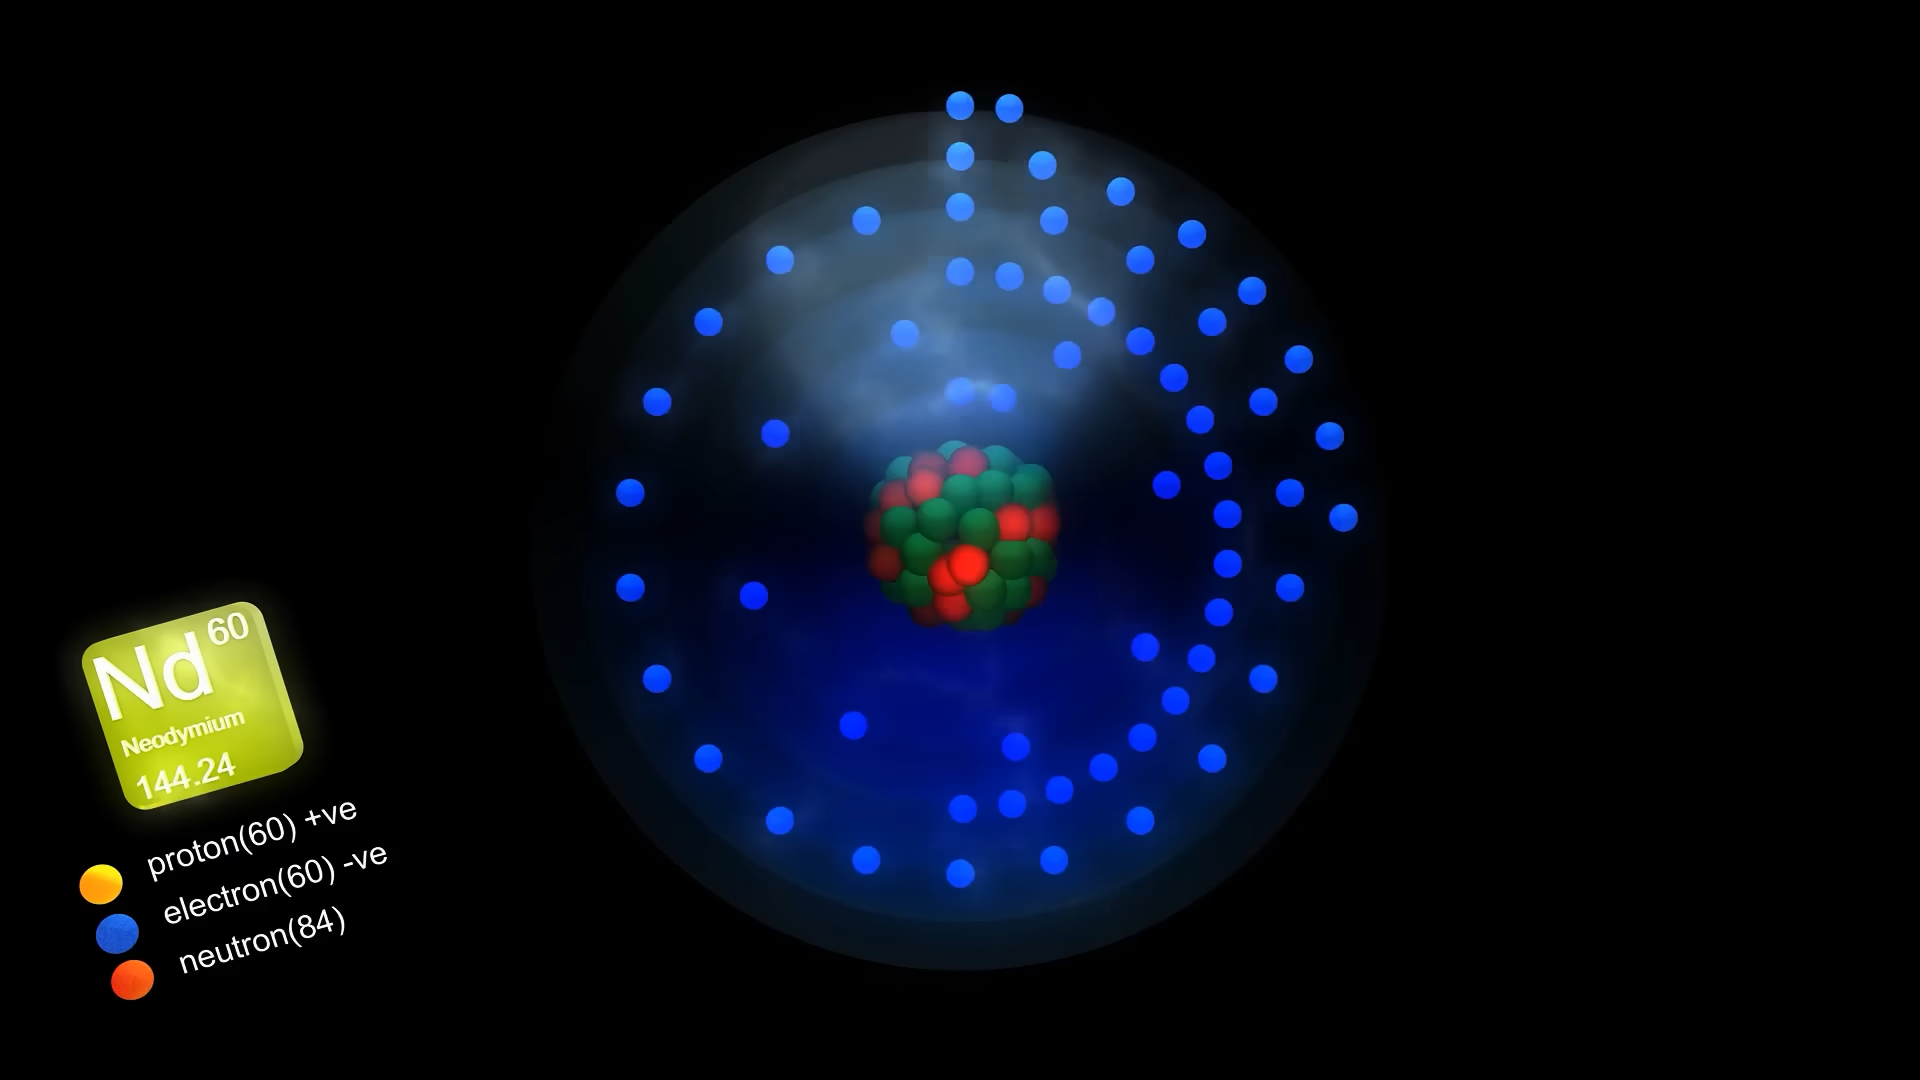 60
Nd
Neodymium
144.24
proton(60) +ve
electron(60) -ve
neutron(84)